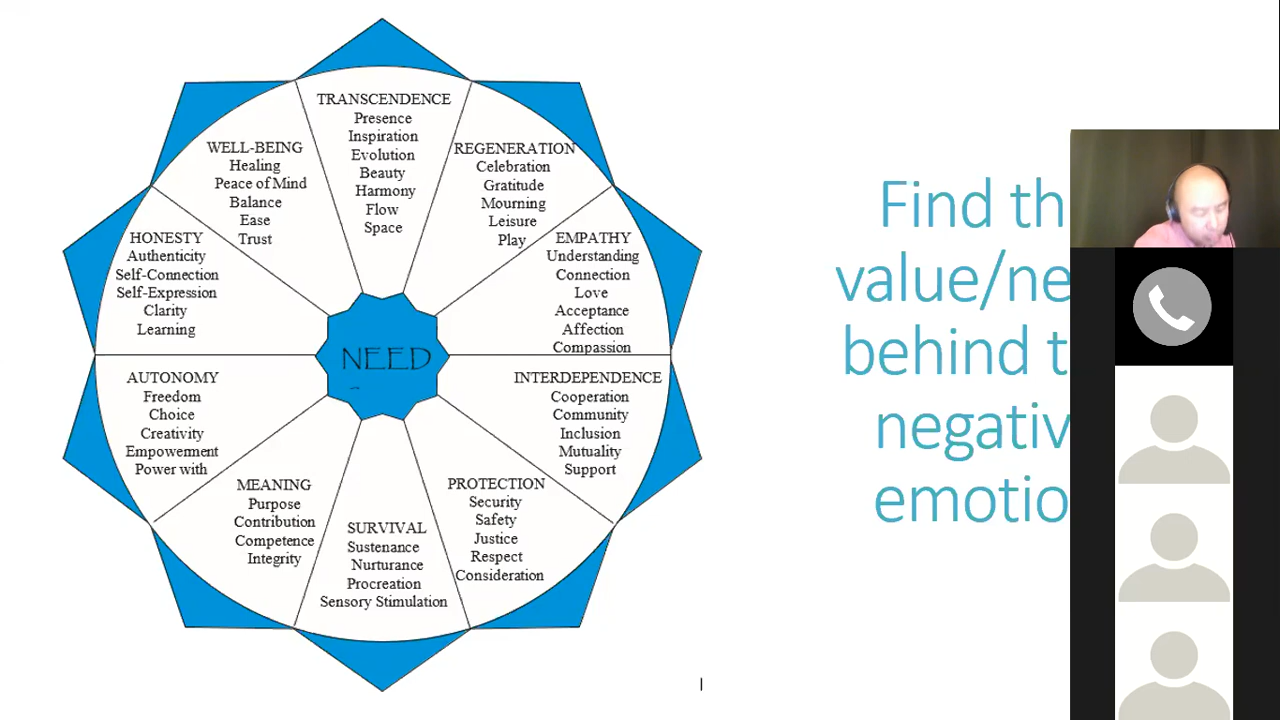 TRANSCENDENCE
Presence
Inspiration
Evolution
Beauty
Harmony
Flow
Space
REGENERATION
Celebration
Gratitude
Mourning
Leisure
Play
EMPATHY
Understanding
Connection
Love
Acceptance
Affection
Compassion
INTERDEPENDENCE
Cooperation
Community
Inclusion
Mutuality
Support
PROTECTION
Security
Safety
Justice
Respect
Consideration
SURVIVAL
Sustenance
Nurturance
Procreation
Sensory Stimulation
MEANING
Purpose
Contribution
Competence
Integrity
AUTONOMY
Freedom
Choice
Creativity
Empowerment
Power with
HONESTY
Authenticity
Self-Connection
Self-Expression
Clarity
Learning
WELL-BEING
Healing
Peace of Mind
Balance
Ease
Trust
NEED
Find th
value/ne
behind t
negativ
emotio